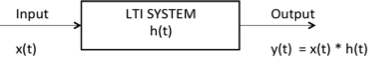 Input
LTI SYSTEM
Output
h(t)
x(t)
y(t) = x(t) * h(t)